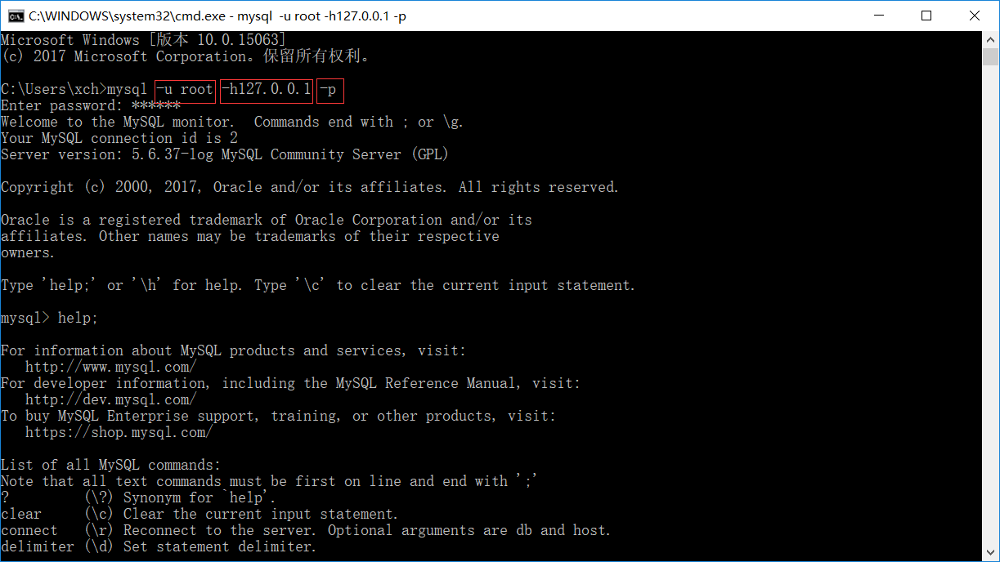 C:\WINDOWS\system32\cmd.exe - mysql  -u root -h127.0.0.1 -p
Microsoft Windows [版本 10.0.15063]
(c) 2017 Microsoft Corporation。保留所有权利。
C:\Users\xch>mysql -u root -h127.0.0.1 -p
Enter password: ******
Welcome to the MySQL monitor.  Commands end with ; or \g.
Your MySQL connection id is 2
Server version: 5.6.37-log MySQL Community Server (GPL)
Copyright (c) 2000, 2017, Oracle and/or its affiliates. All rights reserved.
Oracle is a registered trademark of Oracle Corporation and/or its
affiliates. Other names may be trademarks of their respective
owners.
Type 'help;' or '\h' for help. Type '\c' to clear the current input statement.
mysql> help;
For information about MySQL products and services, visit:
   http://www.mysql.com/
For developer information, including the MySQL Reference Manual, visit:
   http://dev.mysql.com/
To buy MySQL Enterprise support, training, or other products, visit:
   https://shop.mysql.com/
List of all MySQL commands:
Note that all text commands must be first on line and end with ';'
?         (\?) Synonym for `help'.
clear     (\c) Clear the current input statement.
connect   (\r) Reconnect to the server. Optional arguments are db and host.
delimiter (\d) Set statement delimiter.